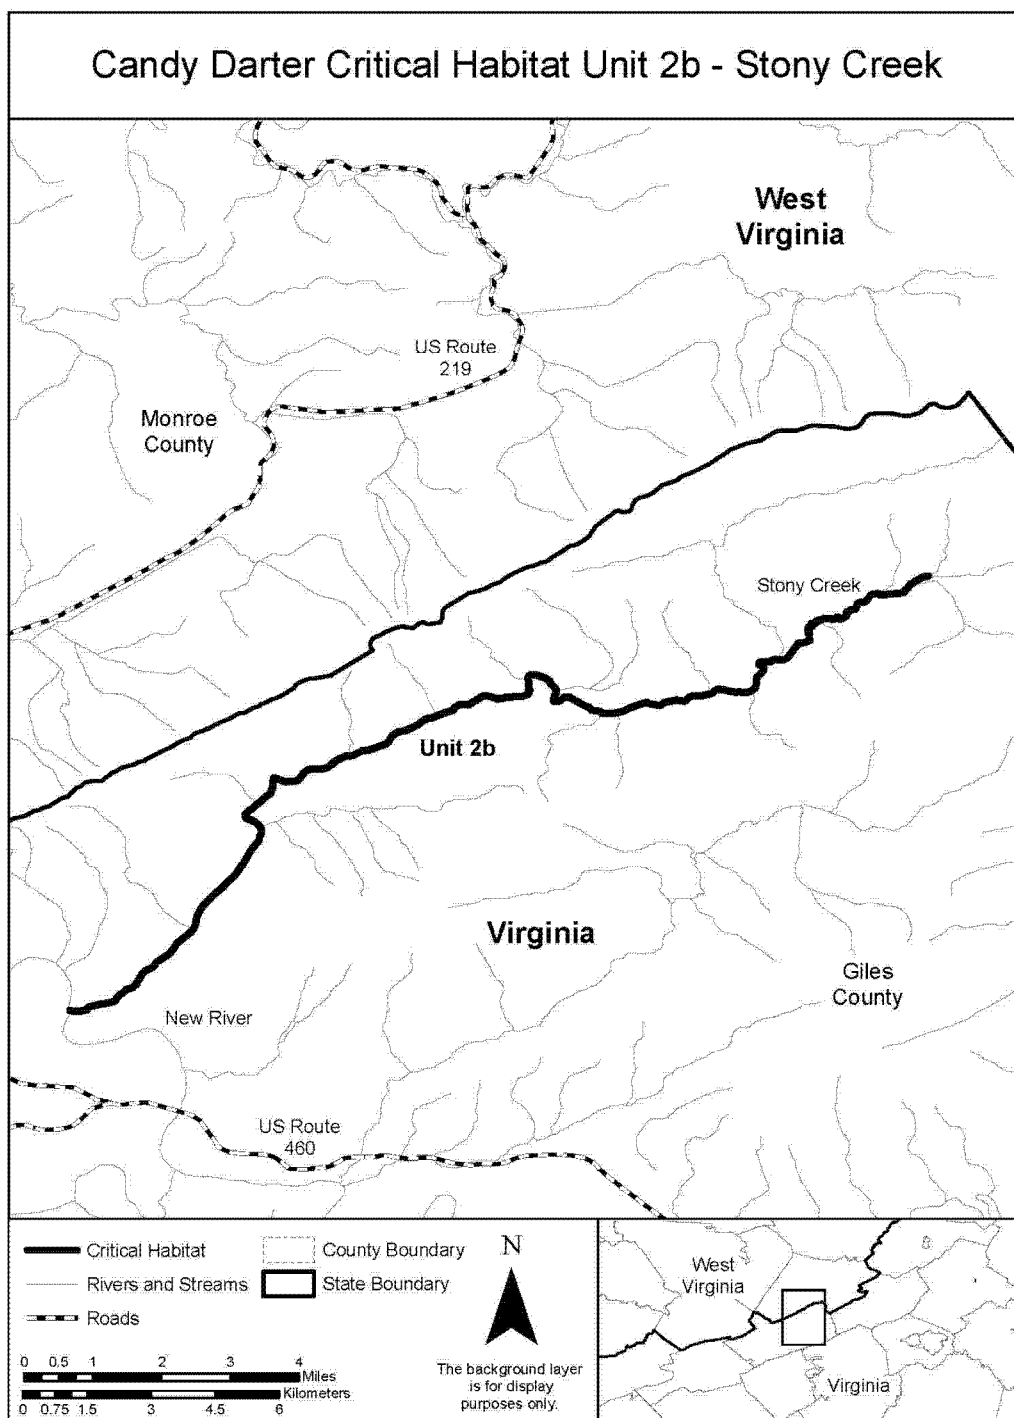 Candy Darter Critical Habitat Unit 2b - Stony Creek
West
Virginia
US Route
219
Monroe
County
Stony Creek
Unit 2b
Virginia
Giles
County
New River
US Route
460
Critical Habitat
Rivers and Streams
Roads
County Boundary
State Boundary
0 0.5 1 2 3 4
Miles
Kilometers
0 0.75 1.5 3 4.5 6
N
The background layer
is for display
purposes only.
West
Virginia
Virginia